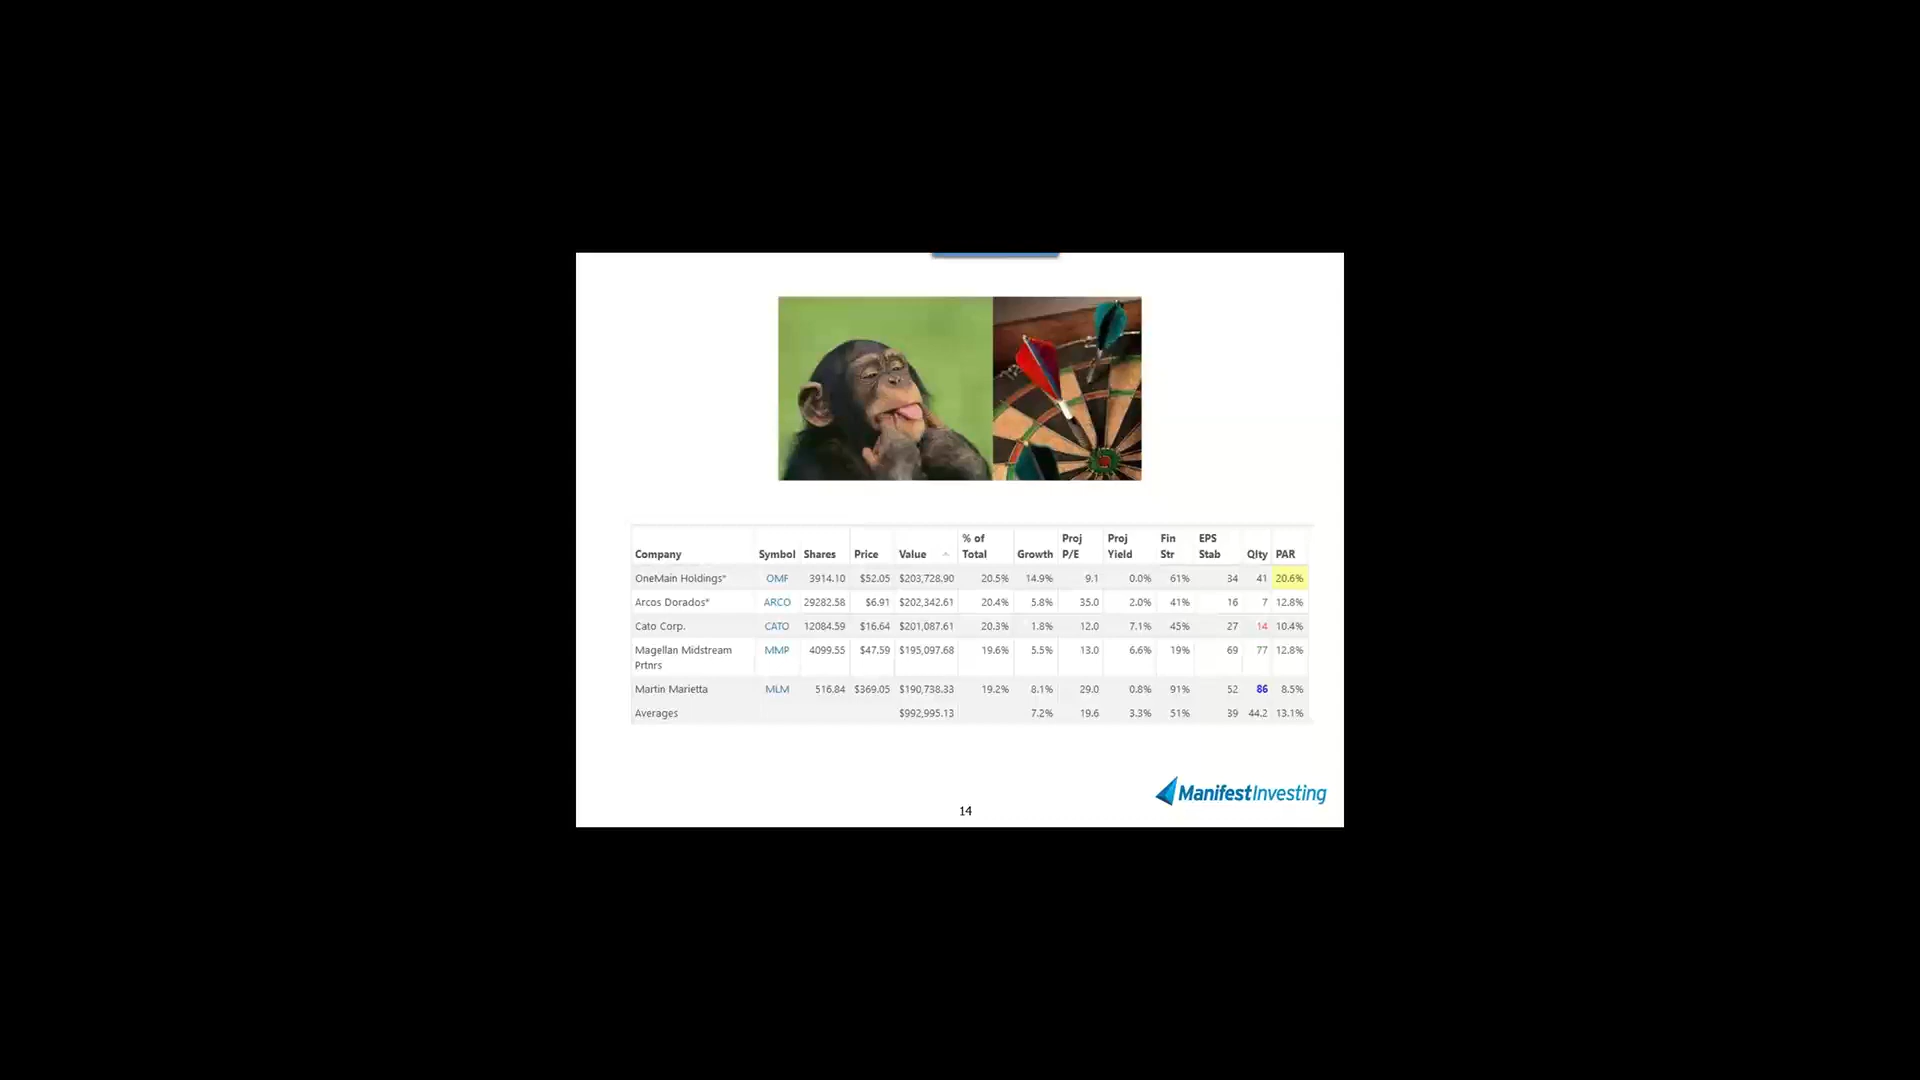 Company Symbol Shares Price Value % of Total Growth Proj P/E Proj Yield Fin Str EPS Stab Qlty PAR
OneMain Holdings* OMF 3914.10 $52.05 $203,728.90 20.5% 14.9% 9.1 0.0% 61% 34 41 20.6%
Arcos Dorados* ARCO 29282.58 $6.91 $202,342.61 20.4% 5.8% 35.0 2.0% 41% 16 7 12.8%
Cato Corp. CATO 12084.59 $16.64 $201,087.61 20.3% 1.8% 12.0 7.1% 45% 27 14 10.4%
Magellan Midstream Prtnrs MMP 4099.55 $47.59 $195,097.68 19.6% 5.5% 13.0 6.6% 19% 69 77 12.8%
Martin Marietta MLM 516.84 $369.05 $190,738.33 19.2% 8.1% 29.0 0.8% 91% 52 86 8.5%
Averages $992,995.13 7.2% 19.6 3.3% 51% 39 44.2 13.1%
ManifestInvesting
14